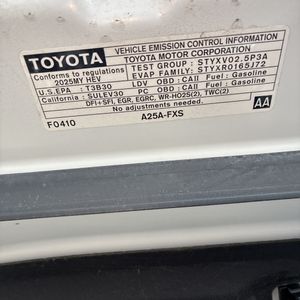 TOYOTA
VEHICLE EMISSION CONTROL INFORMATION
TOYOTA MOTOR CORPORATION
Conforms to regulations
2025MY HEV
TEST GROUP : STYXV02.5P3A
EVAP FAMILY: STYXR0165J72
U.S.EPA : T3B30 LDV OBD : CAII Fuel : Gasoline
California : SULEV30 PC OBD : CAII Fuel : Gasoline
DFI+SFI, EGR, EGRC, WR-HO2S(2), TWC(2)
No adjustments needed.
AA
F0410 A25A-FXS